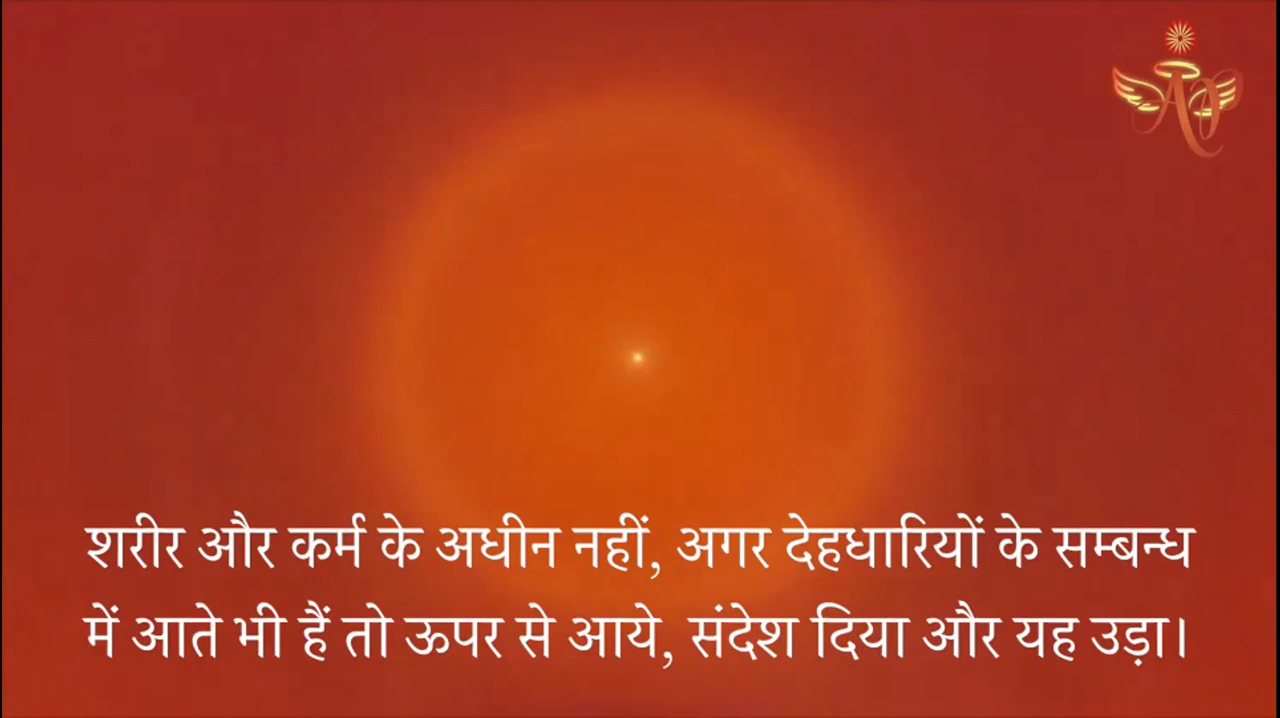 शरीर और कर्म के अधीन नहीं, अगर देहधारियों के सम्बन्ध
में आते भी हैं तो ऊपर से आये, संदेश दिया और यह उड़ा।